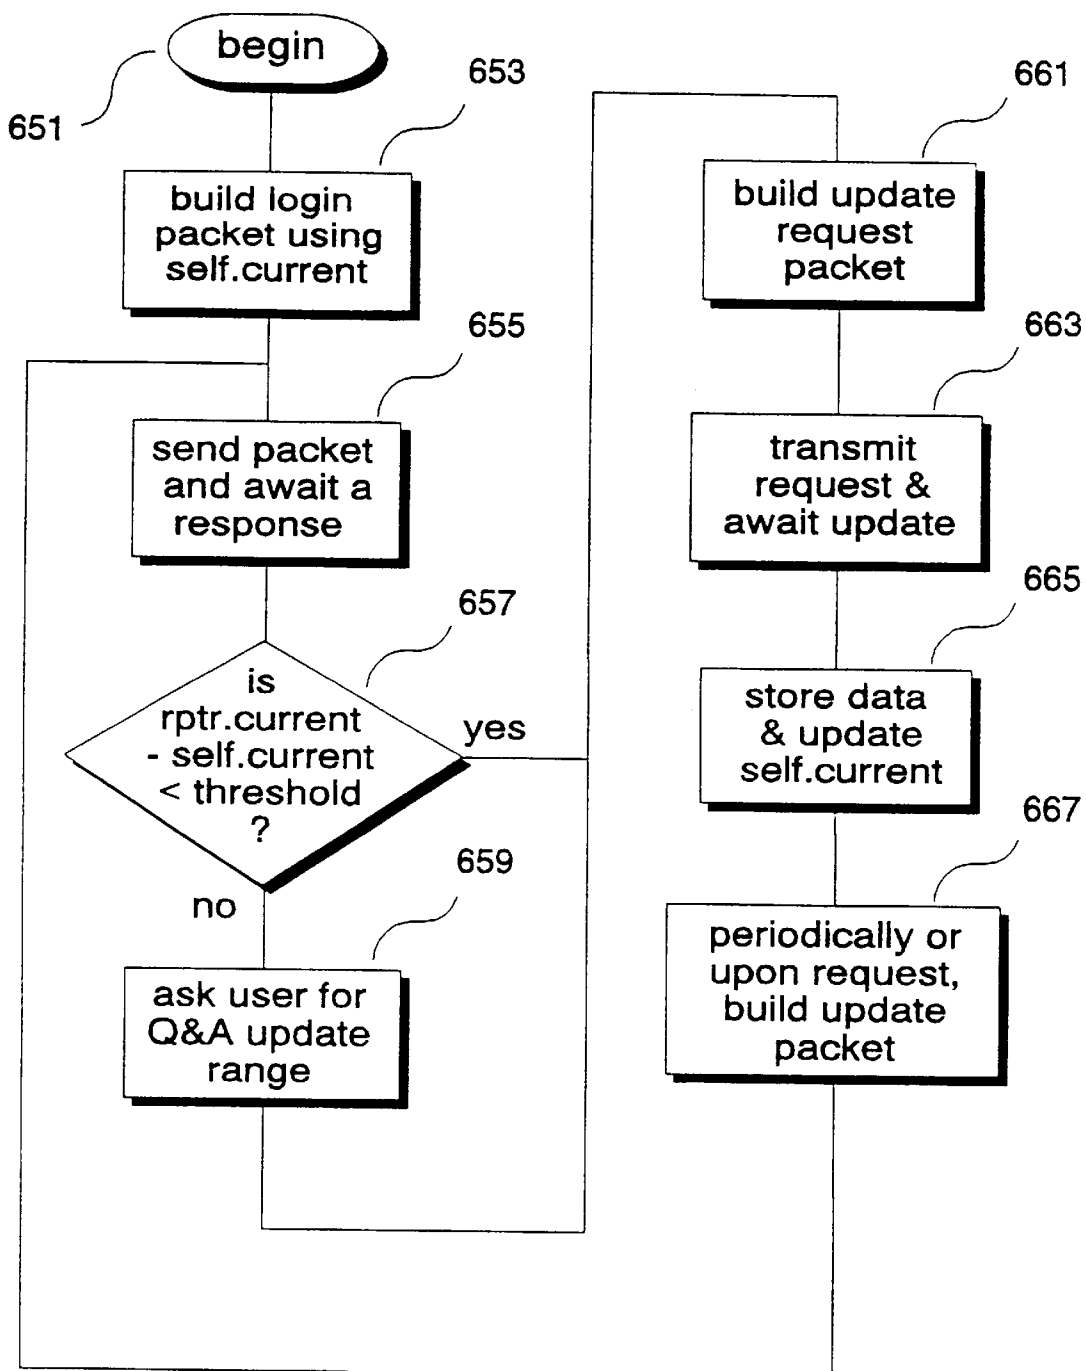 begin
651
653
build login
packet using
self.current
655
send packet
and await a
response
657
is
rptr.current
- self.current
< threshold
?
yes
no
659
ask user for
Q&A update
range
661
build update
request
packet
663
transmit
request &
await update
665
store data
& update
self.current
667
periodically or
upon request,
build update
packet